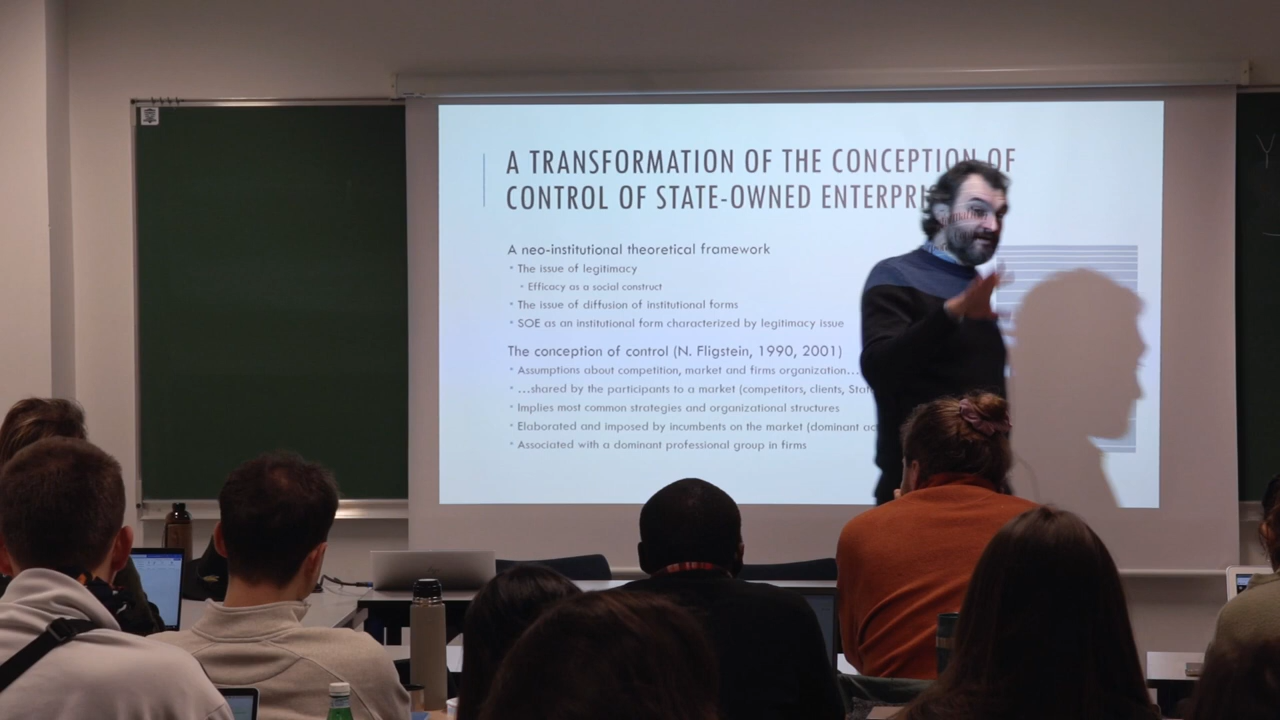 A TRANSFORMATION OF THE CONCEPTION OF
CONTROL OF STATE-OWNED
A neo-institutional theoretical framework
• The issue of legitimacy
• Efficacy as a social construct
• The issue of diffusion of institutional forms
• SOE as an institutional form characterized by legitimacy issue
The conception of control (N. Fligstein, 1990, 2001)
• Assumptions about competition, market and firms organization…
• …shared by the participants to a market (competitors, clients,
• Implies most common strategies and organizational structures
• Elaborated and imposed by incumbents on the market (dominant
• Associated with a dominant professional group in firms